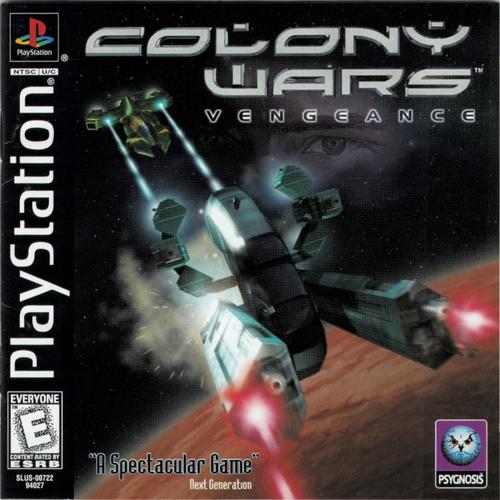 PlayStation
NTSC U/C
PlayStation
COLONY
WARS
VENGEANCE
EVERYONE
E
CONTENT RATED BY
ESRB
SLUS-00722
94027
"A Spectacular Game"
Next Generation
PSYGNOSIS